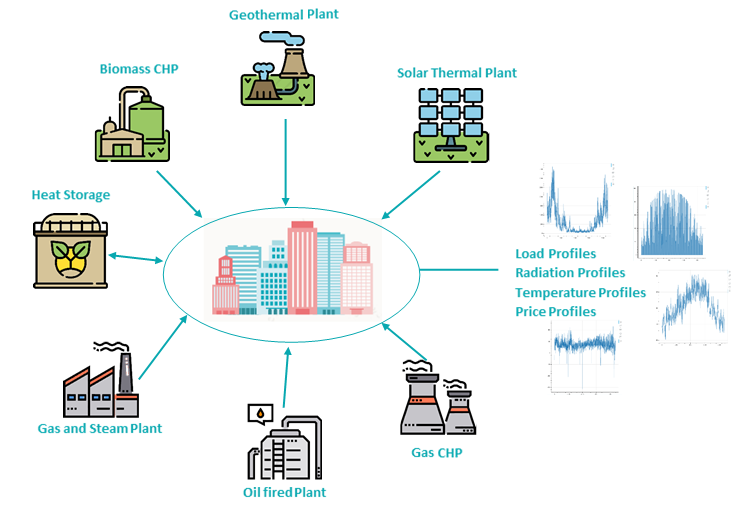 Geothermal Plant
Biomass CHP
Solar Thermal Plant
Heat Storage
Load Profiles
Radiation Profiles
Temperature Profiles
Price Profiles
Gas and Steam Plant
Gas CHP
Oil fired Plant